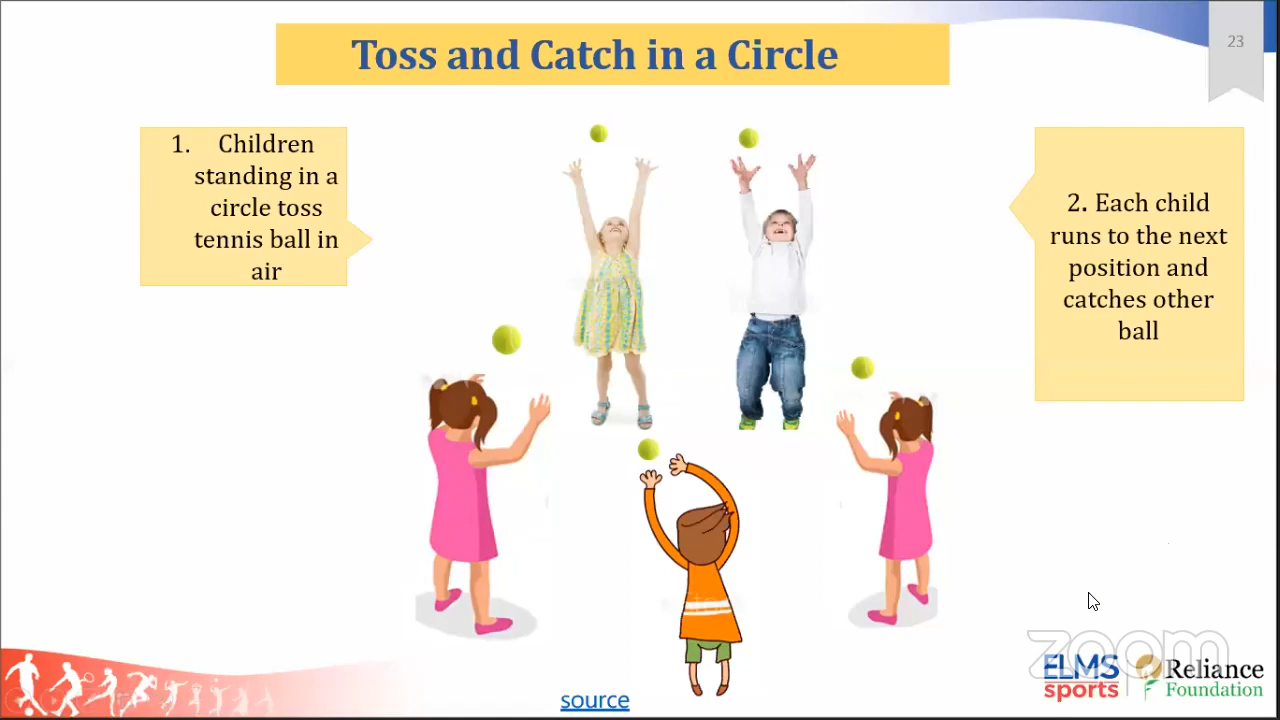 23
Toss and Catch in a Circle
1. Children
standing in a
circle toss
tennis ball in
air
2. Each child
runs to the next
position and
catches other
ball
source
zoom
ELMS
sports
Reliance
Foundation